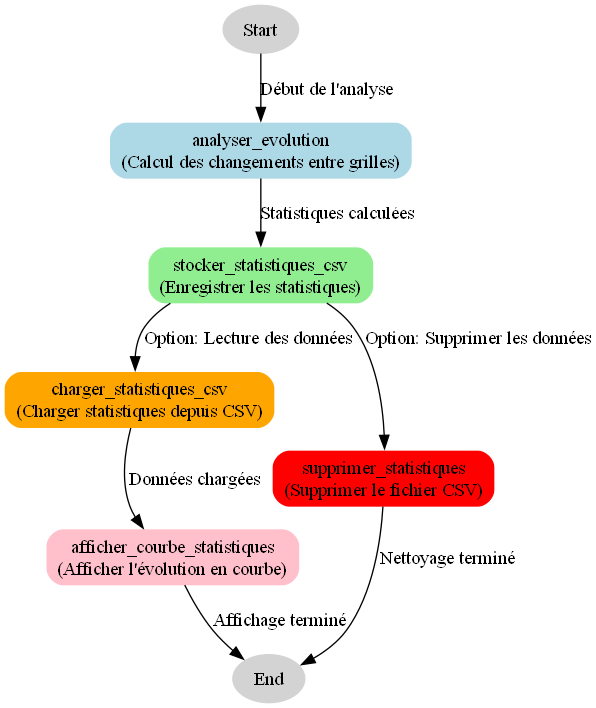 Start
Début de l'analyse
analyser_evolution
(Calcul des changements entre grilles)
Statistiques calculées
stocker_statistiques_csv
(Enregistrer les statistiques)
Option: Lecture des données
Option: Supprimer les données
charger_statistiques_csv
(Charger statistiques depuis CSV)
Données chargées
supprimer_statistiques
(Supprimer le fichier CSV)
afficher_courbe_statistiques
(Afficher l'évolution en courbe)
Nettoyage terminé
Affichage terminé
End